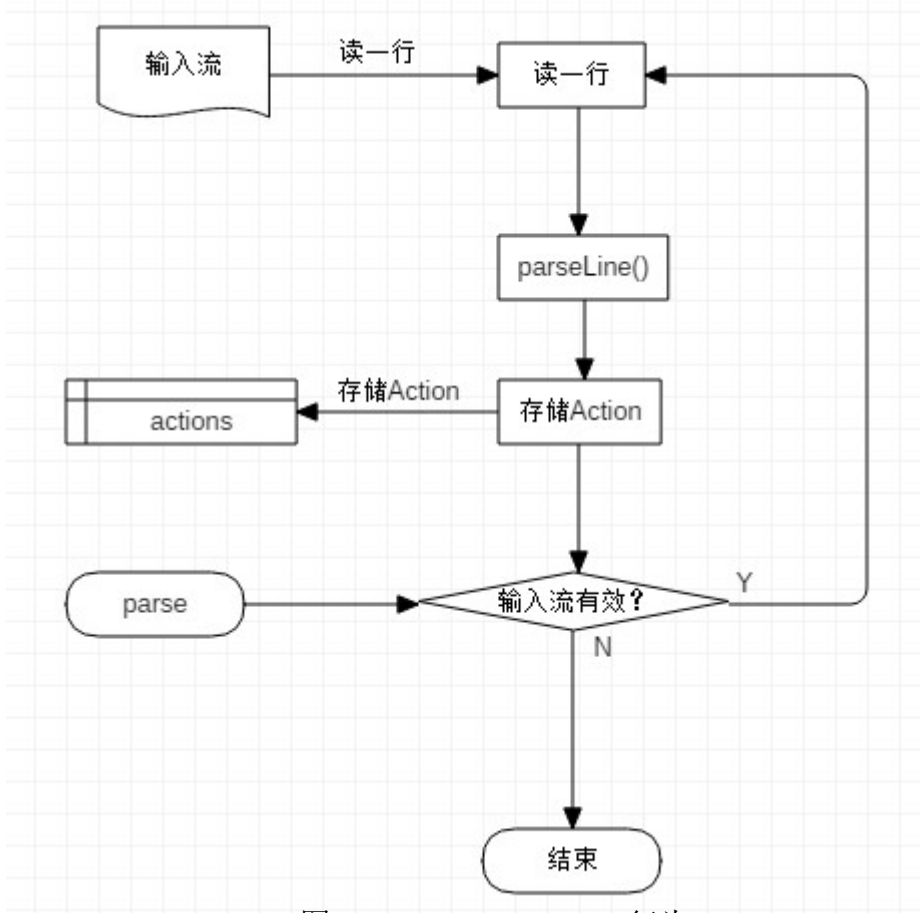 输入流
读一行
读一行
parseLine()
存储Action
存储Action
actions
parse
输入流有效?
Y
N
结束
图